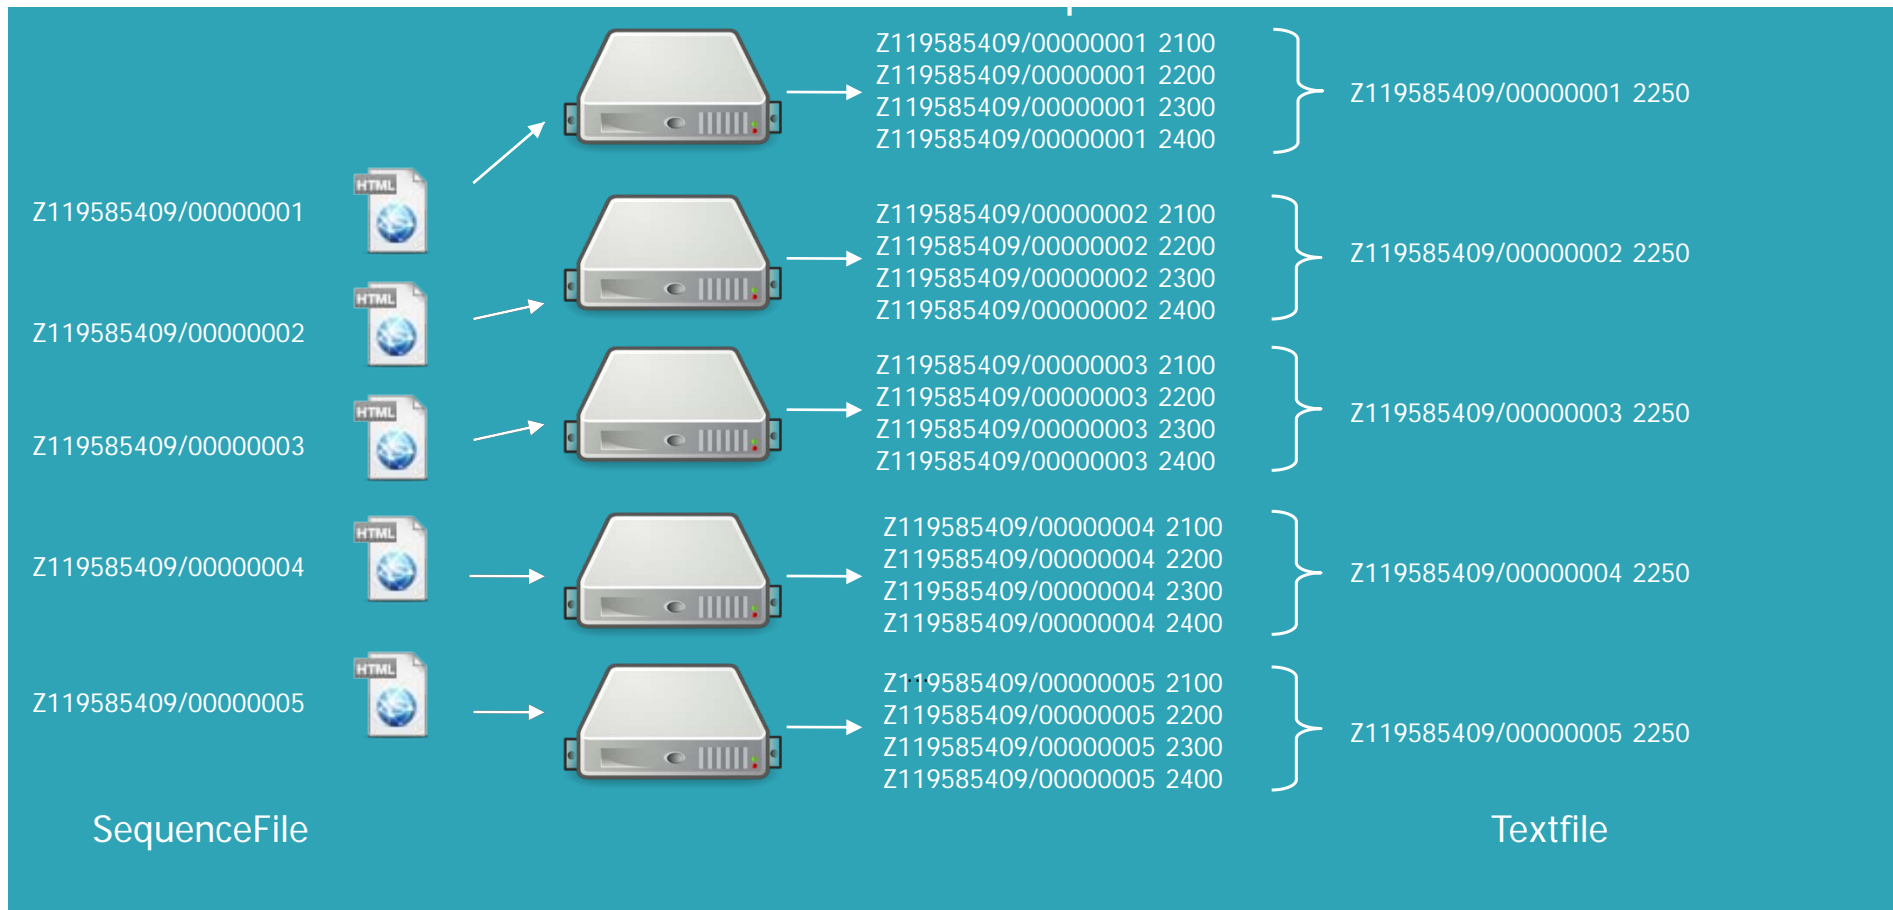 Z119585409/00000001
HTML
Z119585409/00000002
HTML
Z119585409/00000003
HTML
Z119585409/00000004
HTML
Z119585409/00000005
HTML
Z119585409/00000001 2100
Z119585409/00000001 2200
Z119585409/00000001 2300
Z119585409/00000001 2400
Z119585409/00000001 2250
Z119585409/00000002 2100
Z119585409/00000002 2200
Z119585409/00000002 2300
Z119585409/00000002 2400
Z119585409/00000002 2250
Z119585409/00000003 2100
Z119585409/00000003 2200
Z119585409/00000003 2300
Z119585409/00000003 2400
Z119585409/00000003 2250
Z119585409/00000004 2100
Z119585409/00000004 2200
Z119585409/00000004 2300
Z119585409/00000004 2400
Z119585409/00000004 2250
...
Z119585409/00000005 2100
Z119585409/00000005 2200
Z119585409/00000005 2300
Z119585409/00000005 2400
Z119585409/00000005 2250
SequenceFile
Textfile